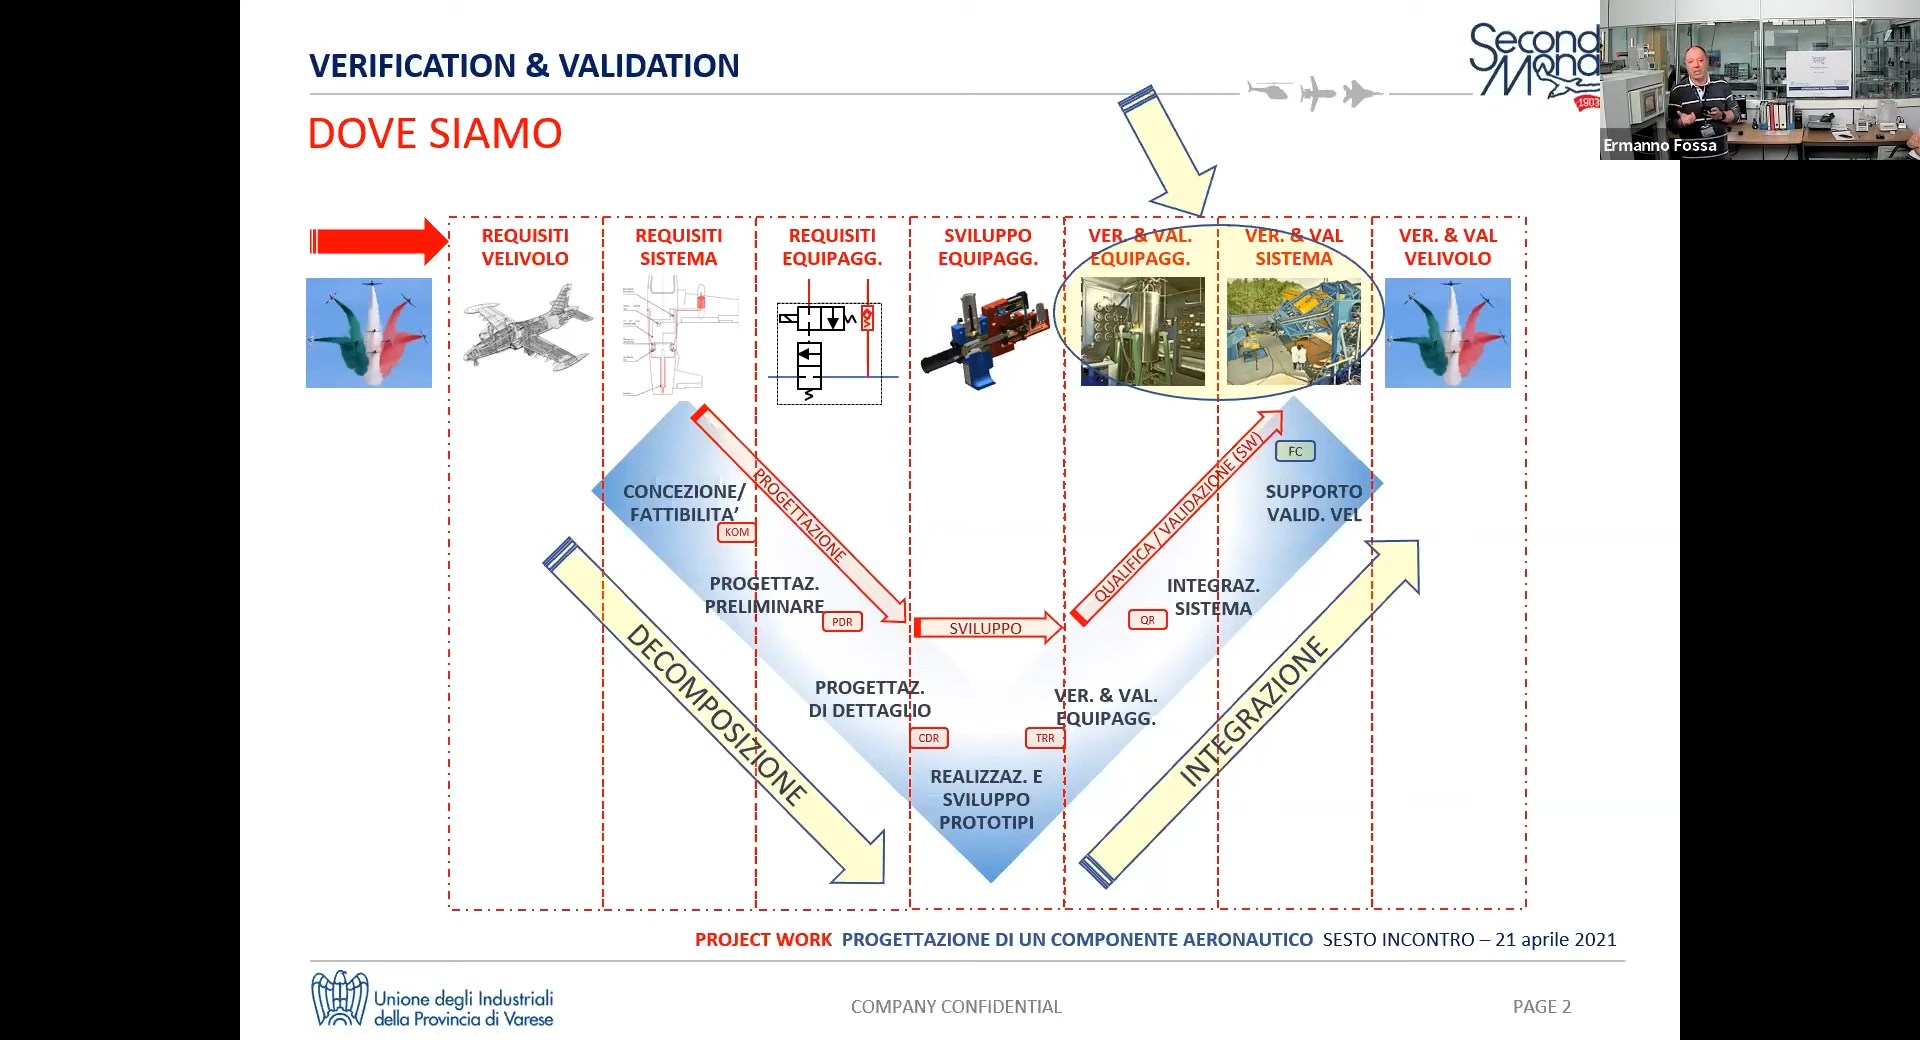 VERIFICATION & VALIDATION
DOVE SIAMO
Second
Mona
1903
Ermanno Fossa
REQUISITI
VELIVOLO
REQUISITI
SISTEMA
REQUISITI
EQUIPAGG.
SVILUPPO
EQUIPAGG.
VER. & VAL.
EQUIPAGG.
VER. & VAL
SISTEMA
VER. & VAL
VELIVOLO
CONCEZIONE/
FATTIBILITA’
KOM
PROGETTAZIONE
PROGETTAZ.
PRELIMINARE
PDR
SVILUPPO
QUALIFICA / VALIDAZIONE (SW)
FC
SUPPORTO
VALID. VEL
INTEGRAZ.
SISTEMA
QR
DECOMPOSIZIONE
PROGETTAZ.
DI DETTAGLIO
CDR
VER. & VAL.
EQUIPAGG.
TRR
REALIZZAZ. E
SVILUPPO
PROTOTIPI
INTEGRAZIONE
PROJECT WORK PROGETTAZIONE DI UN COMPONENTE AERONAUTICO SESTO INCONTRO – 21 aprile 2021
Unione degli Industriali
della Provincia di Varese
COMPANY CONFIDENTIAL
PAGE 2